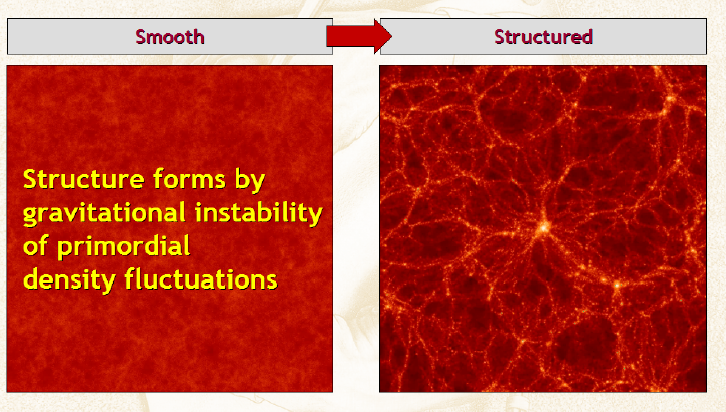 Smooth
Structured
Structure forms by
gravitational instability
of primordial
density fluctuations